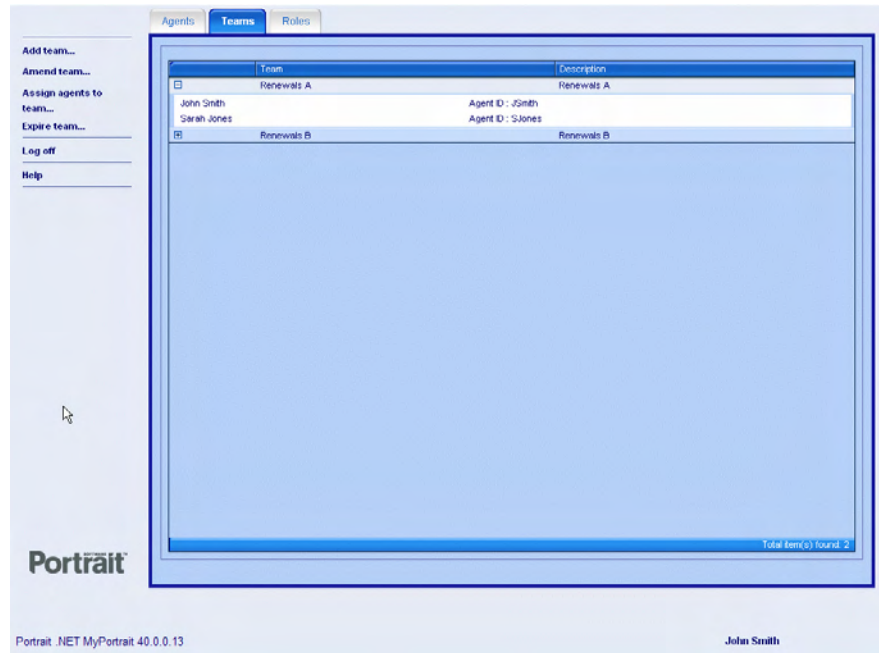 Agents Teams Roles
Add team...
Amend team...
Assign agents to
team...
Expire team...
Log off
Help
Team Description
Renewals A Renewals A
John Smith Agent ID : JSmith
Sarah Jones Agent ID : SJones
Renewals B Renewals B
Total item(s) found: 2
Portrait
Portrait .NET MyPortrait 40.0.0.13
John Smith